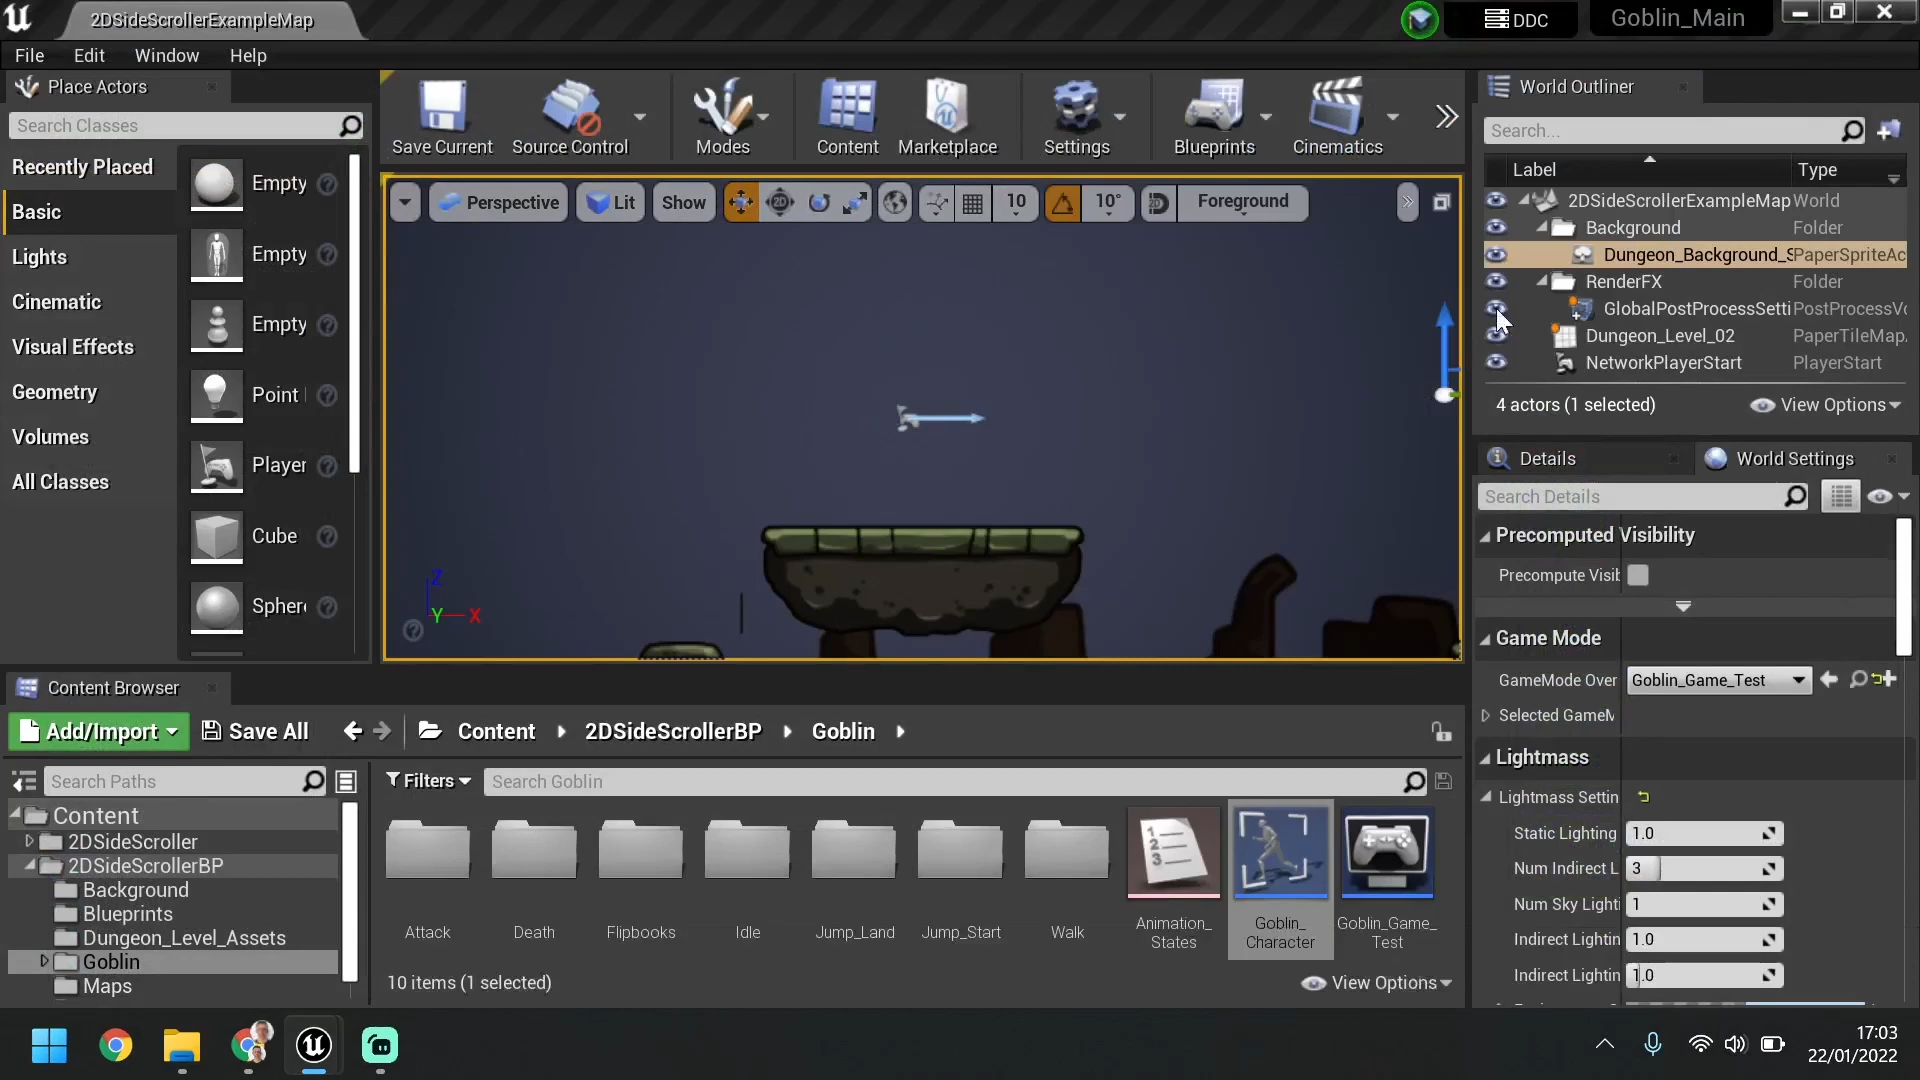 2DSideScrollerExampleMap
DDC
Goblin_Main
File Edit Window Help
Place Actors
Search Classes
Recently Placed
Basic
Lights
Cinematic
Visual Effects
Geometry
Volumes
All Classes
Empty
Empty
Empty
Point
Player
Cube
Sphere
Save Current
Source Control
Modes
Content
Marketplace
Settings
Blueprints
Cinematics
Perspective
Lit
Show
10
10°
Foreground
Z
Y
X
World Outliner
Search...
Label Type
2DSideScrollerExampleMap World
Background Folder
Dungeon_Background_S PaperSpriteAc
RenderFX Folder
GlobalPostProcessSetti PostProcessVo
Dungeon_Level_02 PaperTileMap
NetworkPlayerStart PlayerStart
4 actors (1 selected)
View Options
Details
World Settings
Search Details
Precomputed Visibility
Precompute Visib
Game Mode
GameMode Over Goblin_Game_Test
Selected GameM
Lightmass
Lightmass Settin
Static Lighting 1.0
Num Indirect L 3
Num Sky Lighti 1
Indirect Lightin 1.0
Indirect Lightin 1.0
Content Browser
Add/Import
Save All
Content
2DSideScrollerBP
Goblin
Search Paths
Filters
Search Goblin
Content
2DSideScroller
2DSideScrollerBP
Background
Blueprints
Dungeon_Level_Assets
Goblin
Maps
Attack
Death
Flipbooks
Idle
Jump_Land
Jump_Start
Walk
Animation_
States
Goblin_
Character
Goblin_Game_
Test
1
2
3
10 items (1 selected)
View Options
17:03
22/01/2022